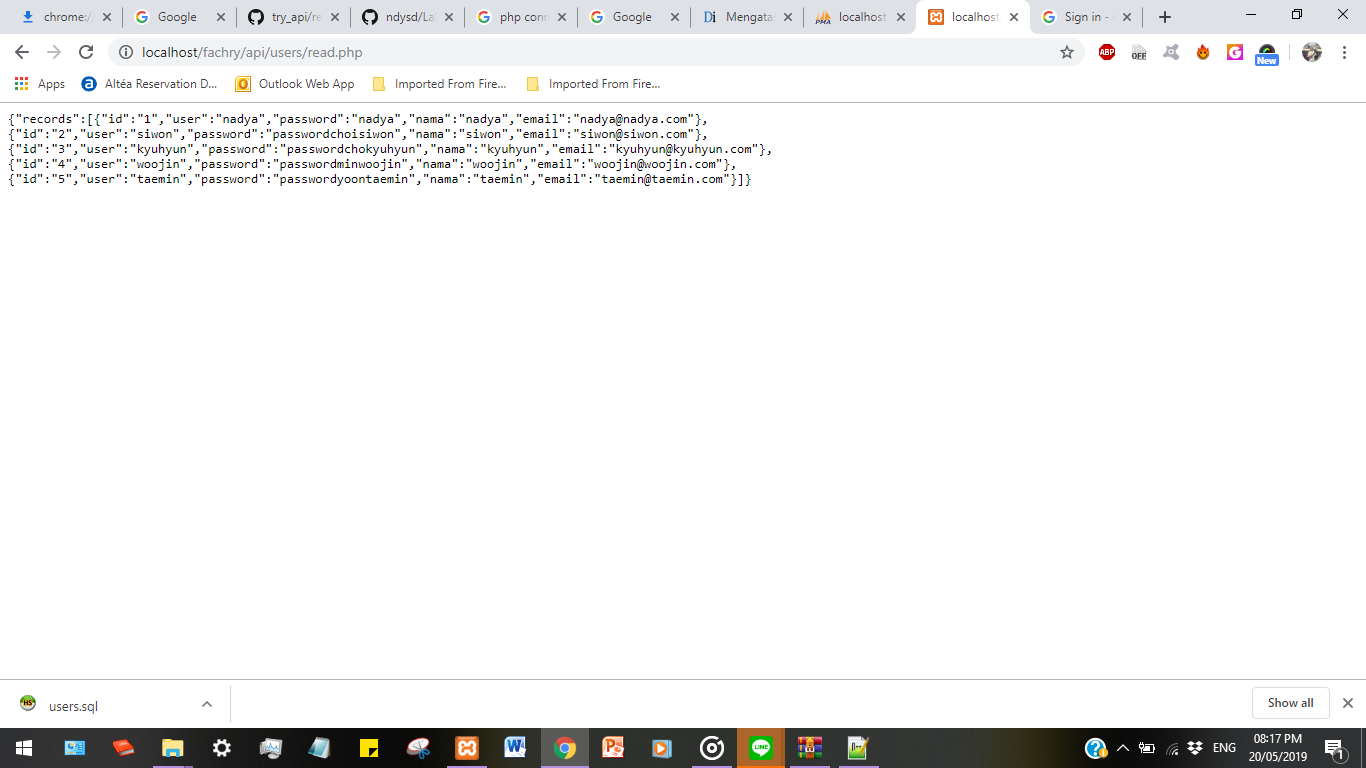 chrome:/
Google
try_api/re
ndysd/La
php conn
Google
Di Mengata
PMA localhost
localhost
Sign in -
localhost/fachry/api/users/read.php
ABP
OFF
New
Apps
Altéa Reservation D...
Outlook Web App
Imported From Fire...
Imported From Fire...
{"records":[{"id":"1","user":"nadya","password":"nadya","nama":"nadya","email":"nadya@nadya.com"},
{"id":"2","user":"siwon","password":"passwordchoisiwon","nama":"siwon","email":"siwon@siwon.com"},
{"id":"3","user":"kyuhyun","password":"passwordchokyuhyun","nama":"kyuhyun","email":"kyuhyun@kyuhyun.com"},
{"id":"4","user":"woojin","password":"passwordminwoojin","nama":"woojin","email":"woojin@woojin.com"},
{"id":"5","user":"taemin","password":"passwordyoontaemin","nama":"taemin","email":"taemin@taemin.com"}]}
HS
users.sql
Show all
LINE
ENG
08:17 PM
20/05/2019
1